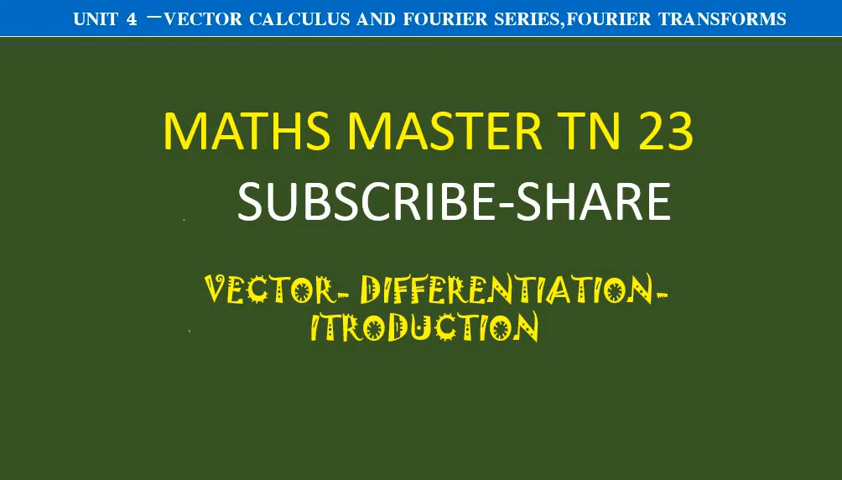 UNIT 4 –VECTOR CALCULUS AND FOURIER SERIES,FOURIER TRANSFORMS
MATHS MASTER TN 23
SUBSCRIBE-SHARE
VECTOR- DIFFERENTIATION-
ITRODUCTION